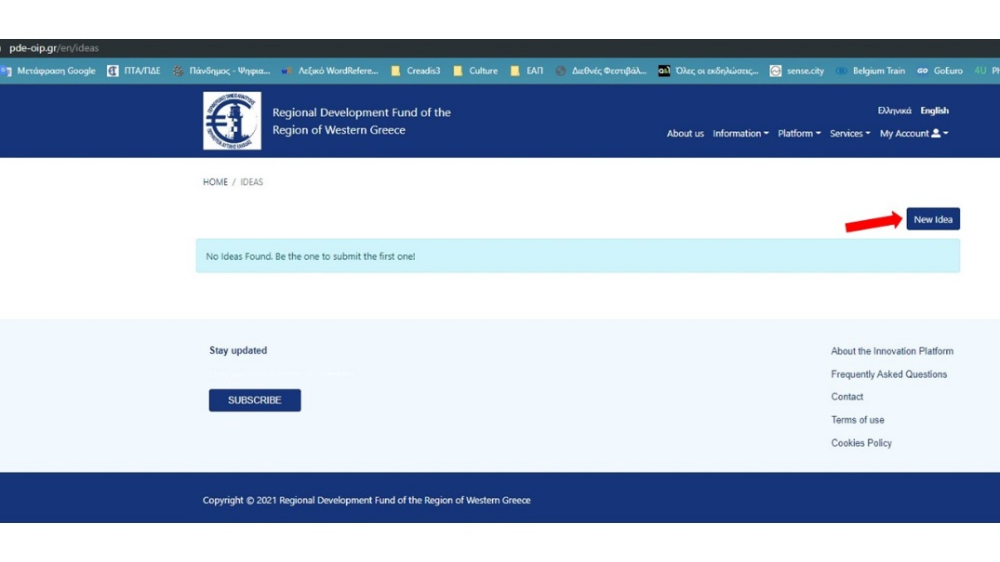 pde-oip.gr/en/ideas
Μετάφραση Google ΠΤΑ/ΠΔΕ Πάνδημος - Ψηφια... Λεξικό WordRefere... Creadis3 Culture ΕΑΠ Διεθνές Φεστιβάλ... Όλες οι εκδηλώσεις,... sense.city Belgium Train GoEuro
Ελληνικά English
Regional Development Fund of the
Region of Western Greece
About us Information Platform Services My Account
HOME / IDEAS
New Idea
No Ideas Found. Be the one to submit the first one!
Stay updated
SUBSCRIBE
About the Innovation Platform
Frequently Asked Questions
Contact
Terms of use
Cookies Policy
Copyright © 2021 Regional Development Fund of the Region of Western Greece